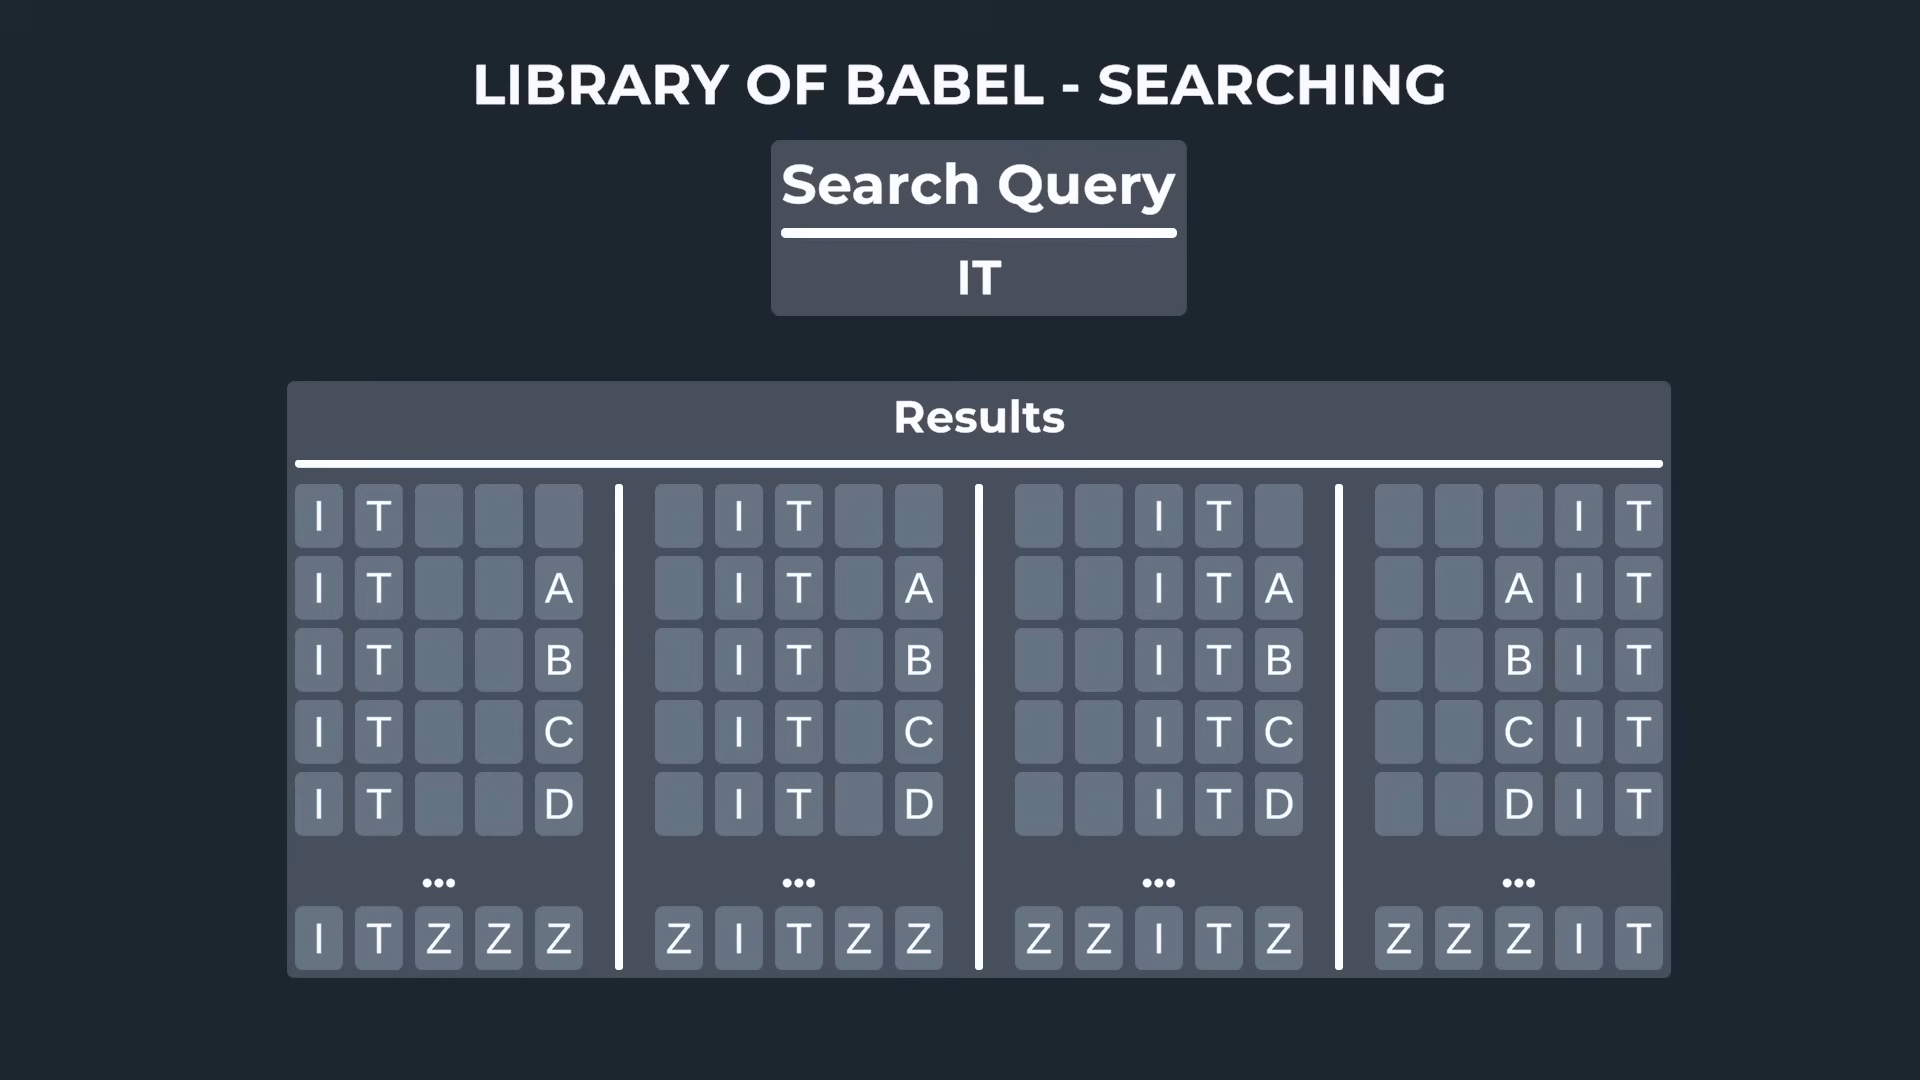 LIBRARY OF BABEL - SEARCHING
Search Query
IT
Results
I T | I T | I T | I T
I T A | I T A | I T A | A I T
I T B | I T B | I T B | B I T
I T C | I T C | I T C | C I T
I T D | I T D | I T D | D I T
... | ... | ... | ...
I T Z Z Z | Z I T Z Z | Z Z I T Z | Z Z Z I T